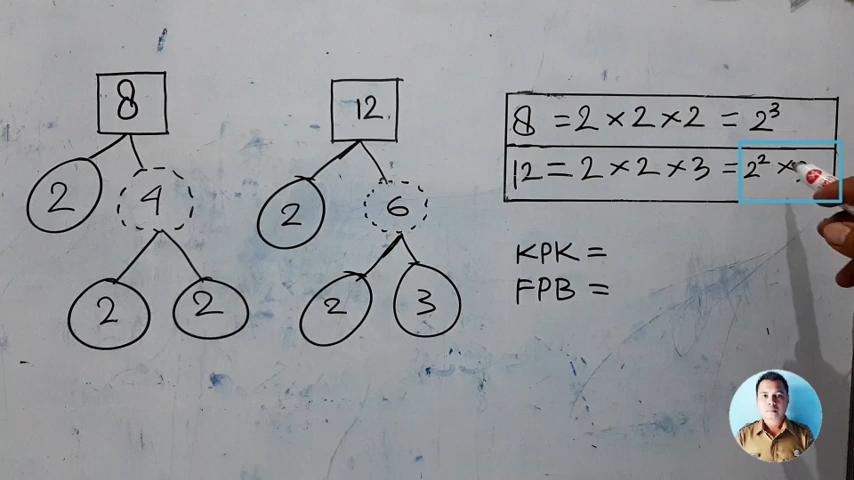 8
12
2
4
2
6
2
2
2
3
8 = 2 × 2 × 2 = 2³
12 = 2 × 2 × 3 = 2² ×
KPK =
FPB =